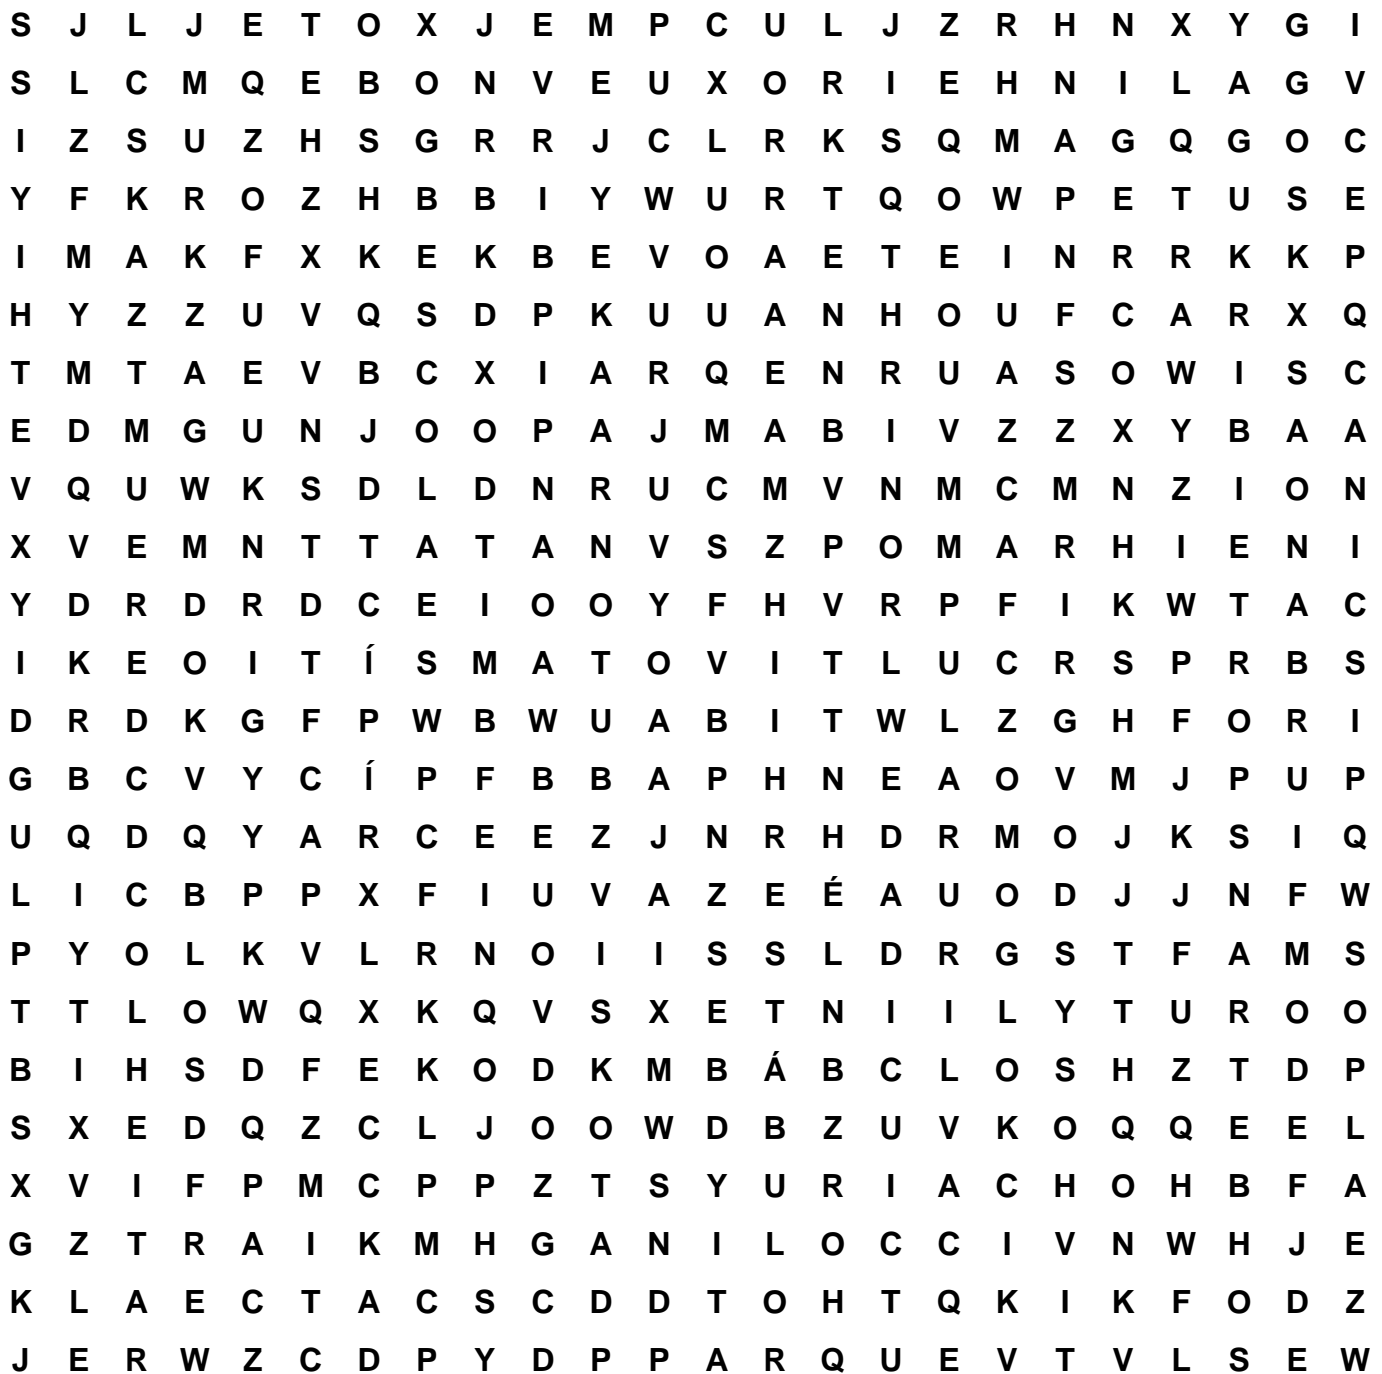 S J L J E T O X J E M P C U L J Z R H N X Y G I
S L C M Q E B O N V E U X O R I E H N I L A G V
I Z S U Z H S G R R J C L R K S Q M A G Q G O C
Y F K R O Z H B B I Y W U R T Q O W P E T U S E
I M A K F X K E K B E V O A E T E I N R R K K P
H Y Z Z U V Q S D P K U U A N H O U F C A R X Q
T M T A E V B C X I A R Q E N R U A S O W I S C
E D M G U N J O O P A J M A B I V Z Z X Y B A A
V Q U W K S D L D N R U C M V N M C M N Z I O N
X V E M N T T A T A N V S Z P O M A R H I E N I
Y D R D R D C E I O O Y F H V R P F I K W T A C
I K E O I T Í S M A T O V I T L U C R S P R B S
D R D K G F P W B W U A B I T W L Z G H F O R I
G B C V Y C Í P F B B A P H N E A O V M J P U P
U Q D Q Y A R C E E Z J N R H D R M O J K S I Q
L I C B P P X F I U V A Z E É A U O D J J N F W
P Y O L K V L R N O I I S S L D R G S T F A M S
T T L O W Q X K Q V S X E T N I I L Y T U R O O
B I H S D F E K O D K M B Á B C L O S H Z T D P
S X E D Q Z C L J O O W D B Z U V K O Q Q E E L
X V I F P M C P P Z T S Y U R I A C H O H B F A
G Z T R A I K M H G A N I L O C C I V N W H J E
K L A E C T A C S C D D T O H T Q K I K F O D Z
J E R W Z C D P Y D P P A R Q U E V T V L S E W